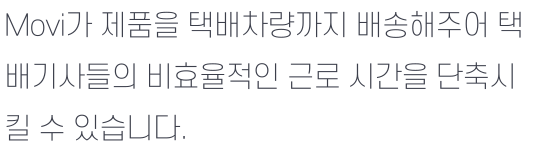 Movi가 제품을 택배차량까지 배송해주어 택
배기사들의 비효율적인 근로 시간을 단축시
킬 수 있습니다.